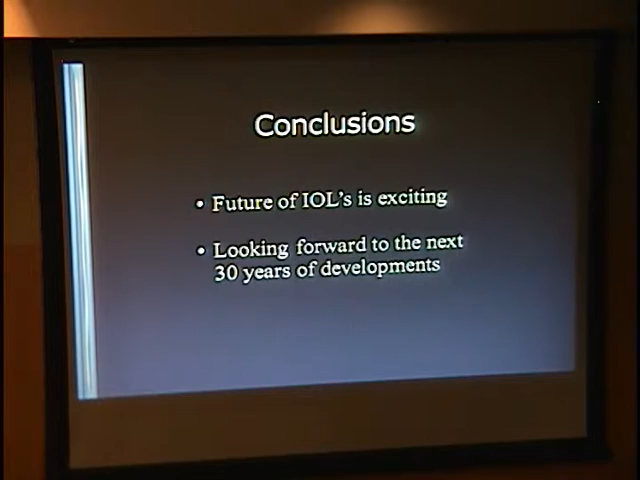 Conclusions
• Future of IOL's is exciting
• Looking forward to the next
30 years of developments